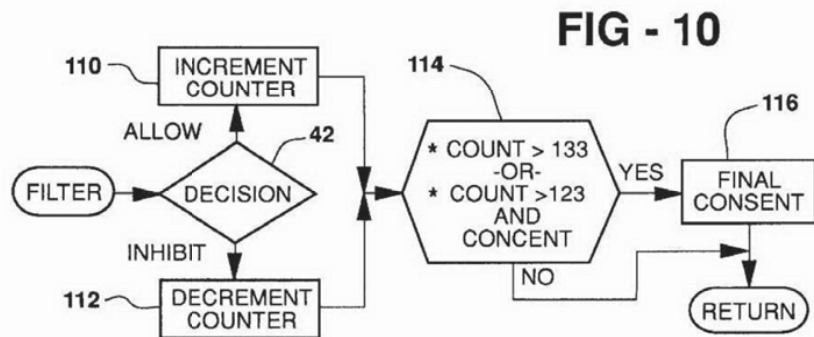 FIG - 10
110
INCREMENT
COUNTER
114
116
ALLOW
42
FILTER
DECISION
* COUNT > 133
-OR-
* COUNT >123
AND
CONCENT
YES
FINAL
CONSENT
INHIBIT
NO
112
DECREMENT
COUNTER
RETURN